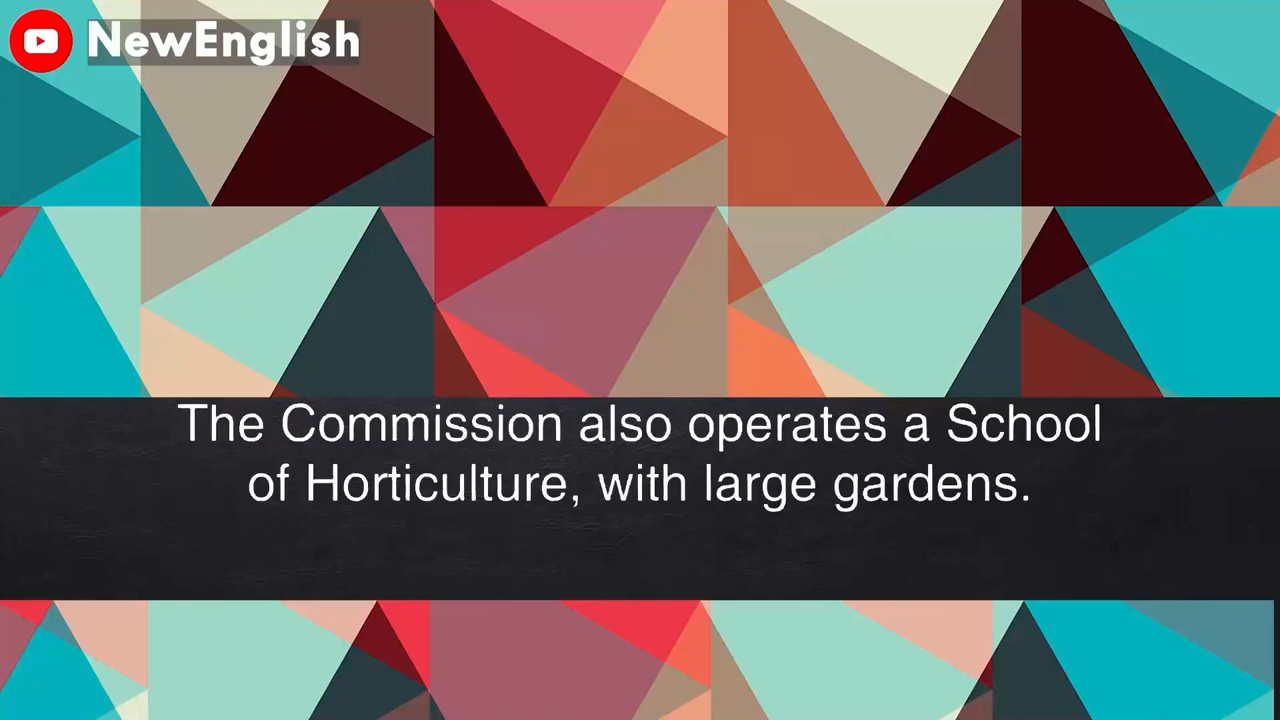 NewEnglish
The Commission also operates a School
of Horticulture, with large gardens.